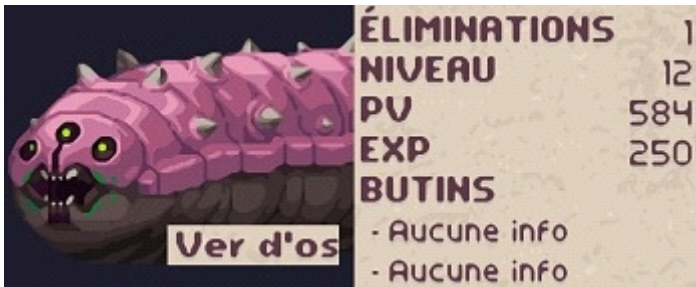 ÉLIMINATIONS 1
NIVEAU 12
PV 584
EXP 250
BUTINS
- Aucune info
- Aucune info
Ver d'os